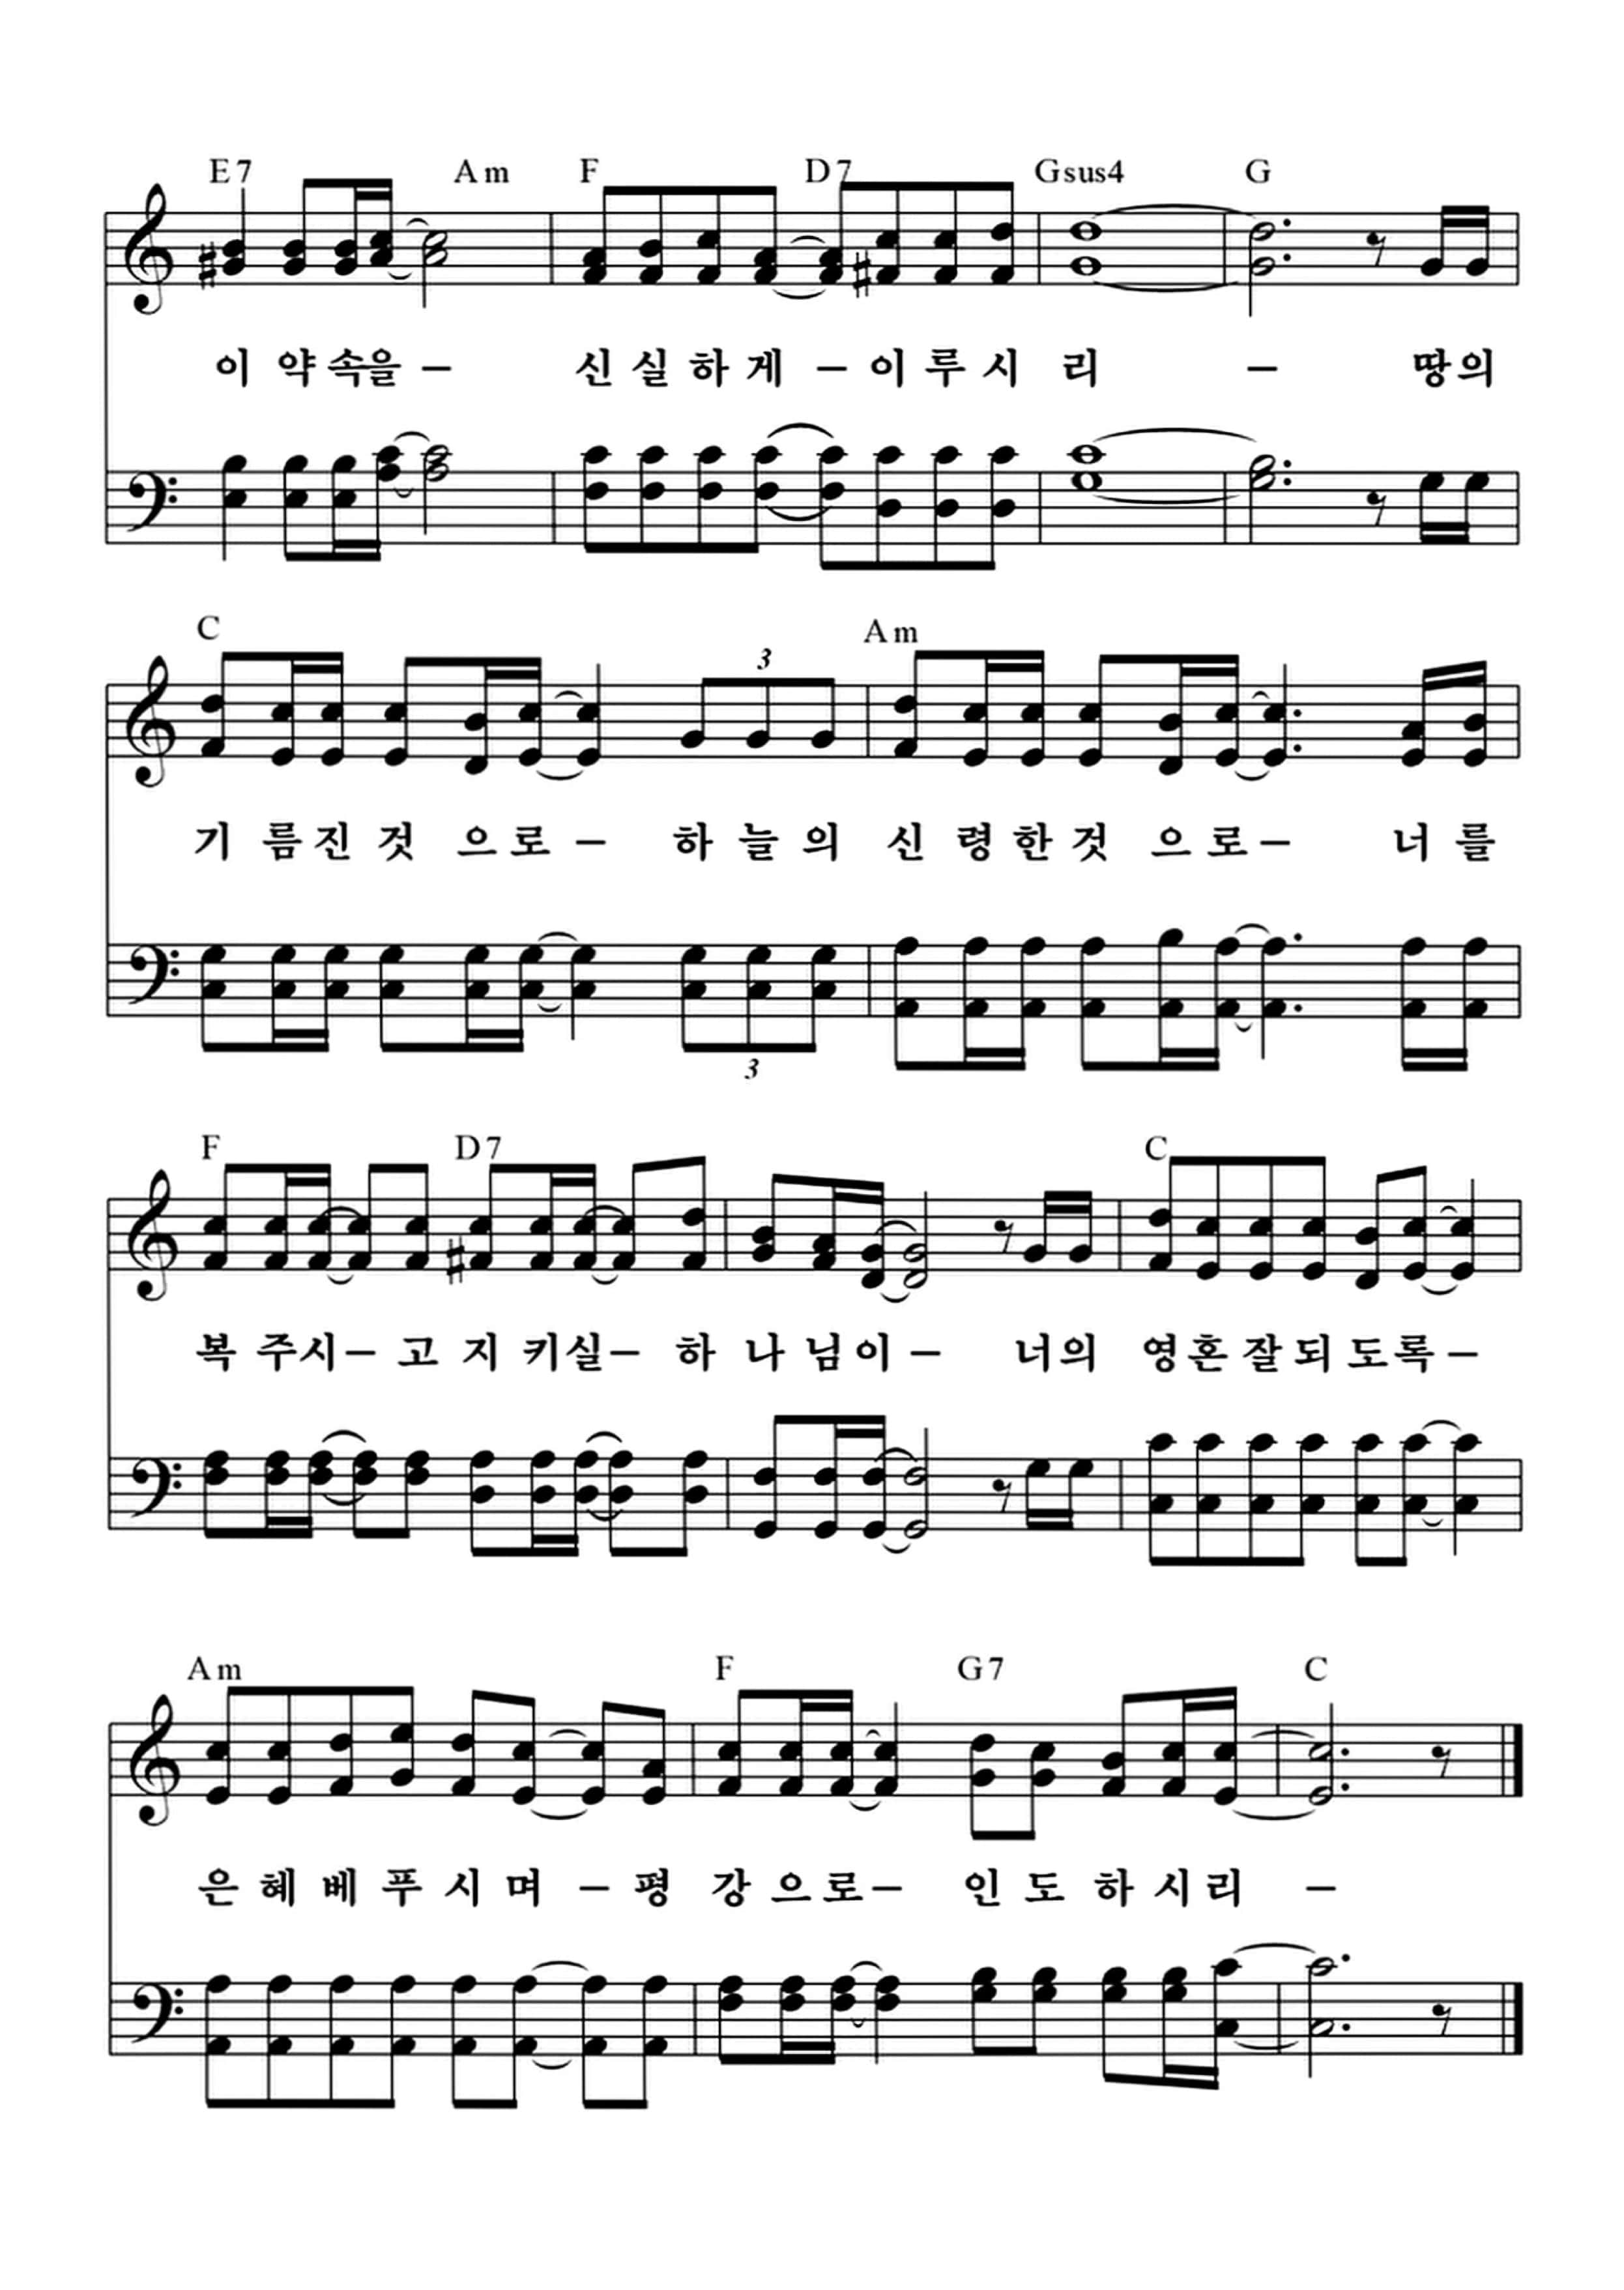 E7 Am F D7 Gsus4 G
이 약 속을 – 신 실 하 게 – 이 루 시 리 – 땅의
C 3 Am
기 름 진 것 으 로 – 하 늘 의 신 령 한 것 으 로 – 너 를
3
F D7 C
복 주시 – 고 지 키실 – 하 나 님이 – 너의 영혼 잘되 도록 –
Am F G7 C
은 혜 베 푸 시 며 – 평 강 으 로 – 인 도 하 시 리 –